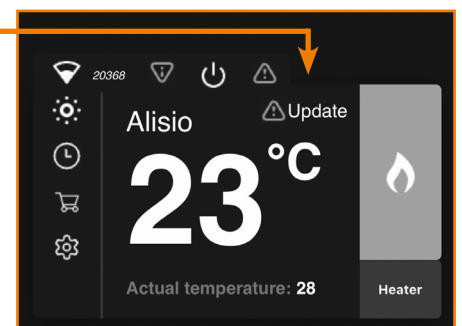 20368
Alisio
Update
23°C
Actual temperature: 28
Heater